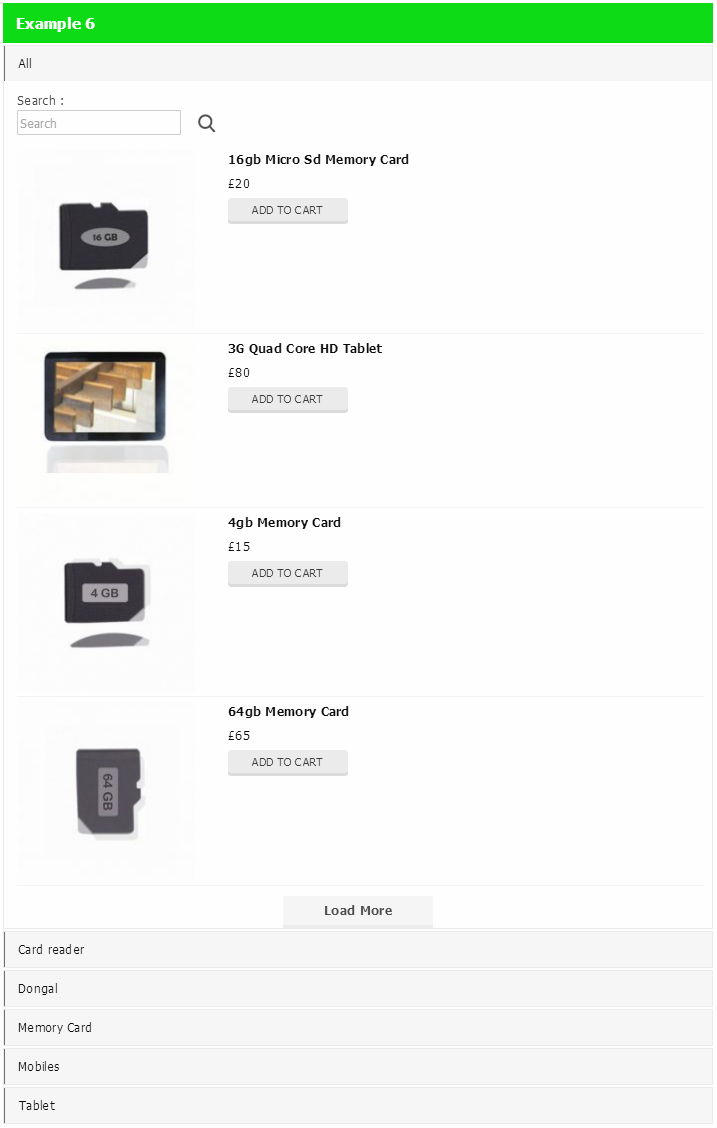 Example 6
All
Search :
Search
16gb Micro Sd Memory Card
£20
ADD TO CART
16 GB
3G Quad Core HD Tablet
£80
ADD TO CART
4gb Memory Card
£15
ADD TO CART
4 GB
64gb Memory Card
£65
ADD TO CART
64 GB
Load More
Card reader
Dongal
Memory Card
Mobiles
Tablet